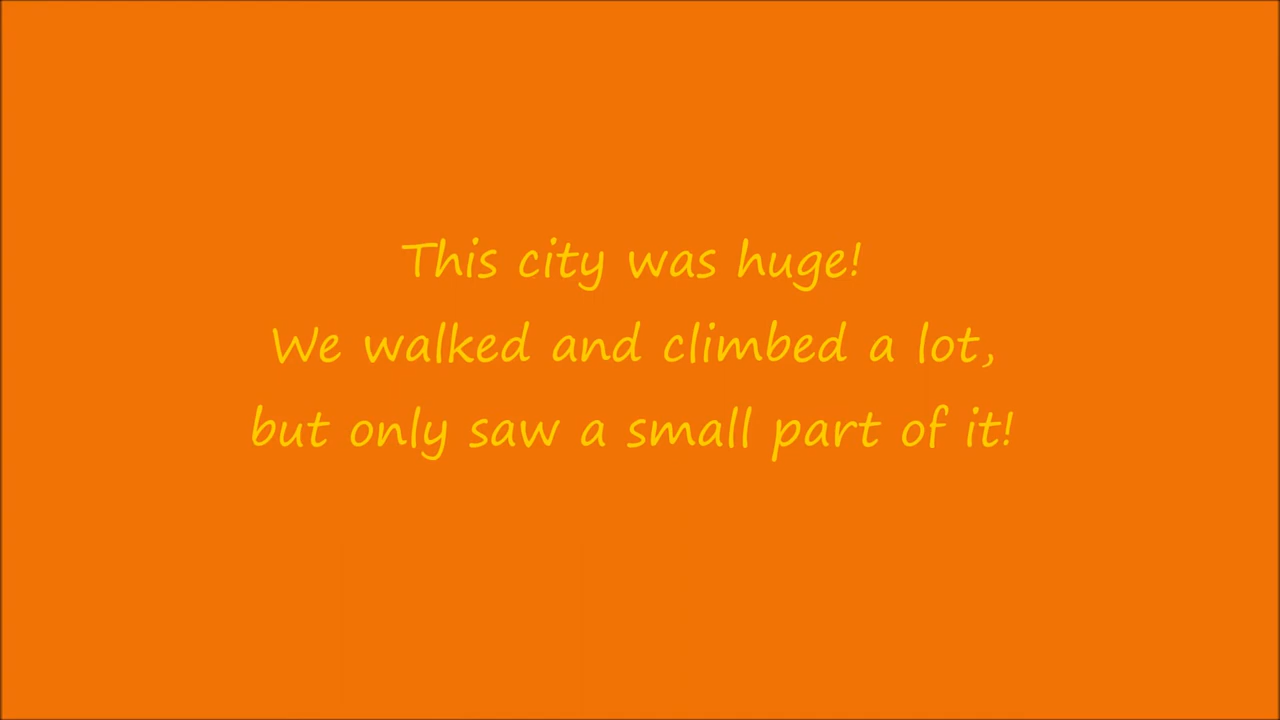 This city was huge!
We walked and climbed a lot,
but only saw a small part of it!